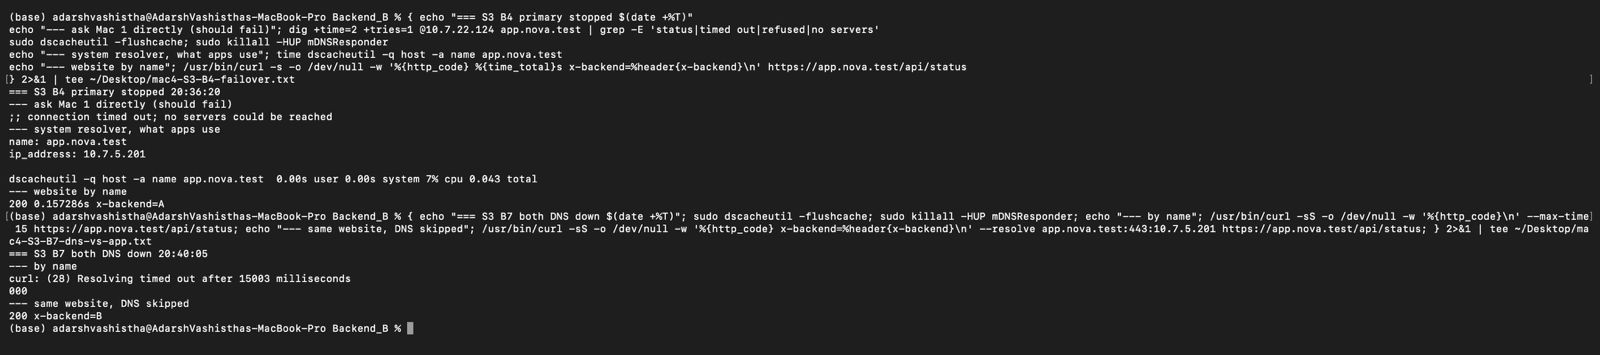 (base) adarshvashistha@AdarshVashisthas-MacBook-Pro Backend_B % { echo "=== S3 B4 primary stopped $(date +%T)"
echo "--- ask Mac 1 directly (should fail)"; dig +time=2 +tries=1 @10.7.22.124 app.nova.test | grep -E 'status|timed out|refused|no servers'
sudo dscacheutil -flushcache; sudo killall -HUP mDNSResponder
echo "--- system resolver, what apps use"; time dscacheutil -q host -a name app.nova.test
echo "--- website by name"; /usr/bin/curl -s -o /dev/null -w '%{http_code} %{time_total}s x-backend=%header{x-backend}\n' https://app.nova.test/api/status
[} 2>&1 | tee ~/Desktop/mac4-S3-B4-failover.txt ]
=== S3 B4 primary stopped 20:36:20
--- ask Mac 1 directly (should fail)
;; connection timed out; no servers could be reached
--- system resolver, what apps use
name: app.nova.test
ip_address: 10.7.5.201
dscacheutil -q host -a name app.nova.test  0.00s user 0.00s system 7% cpu 0.043 total
--- website by name
200 0.157286s x-backend=A
[(base) adarshvashistha@AdarshVashisthas-MacBook-Pro Backend_B % { echo "=== S3 B7 both DNS down $(date +%T)"; sudo dscacheutil -flushcache; sudo killall -HUP mDNSResponder; echo "--- by name"; /usr/bin/curl -sS -o /dev/null -w '%{http_code}\n' --max-time]
15 https://app.nova.test/api/status; echo "--- same website, DNS skipped"; /usr/bin/curl -sS -o /dev/null -w '%{http_code} x-backend=%header{x-backend}\n' --resolve app.nova.test:443:10.7.5.201 https://app.nova.test/api/status; } 2>&1 | tee ~/Desktop/ma
c4-S3-B7-dns-vs-app.txt
=== S3 B7 both DNS down 20:40:05
--- by name
curl: (28) Resolving timed out after 15003 milliseconds
000
--- same website, DNS skipped
200 x-backend=B
(base) adarshvashistha@AdarshVashisthas-MacBook-Pro Backend_B %